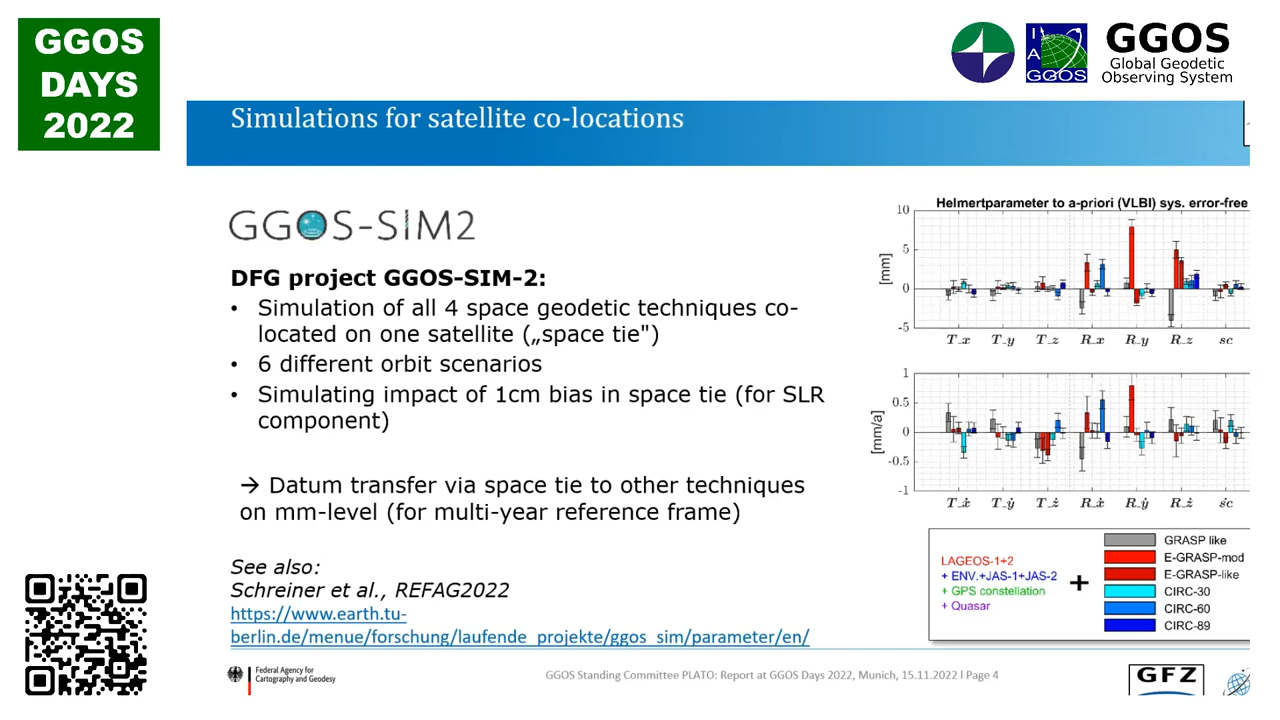 GGOS
DAYS
2022
I
A
GGOS
GGOS
Global Geodetic
Observing System
Simulations for satellite co-locations
GGOS-SIM2
DFG project GGOS-SIM-2:
• Simulation of all 4 space geodetic techniques co-
located on one satellite („space tie")
• 6 different orbit scenarios
• Simulating impact of 1cm bias in space tie (for SLR
component)
→ Datum transfer via space tie to other techniques
on mm-level (for multi-year reference frame)
See also:
Schreiner et al., REFAG2022
https://www.earth.tu-
berlin.de/menue/forschung/laufende_projekte/ggos_sim/parameter/en/
Helmertparameter to a-priori (VLBI) sys. error-free
[mm]
10
5
0
-5
T_x T_y T_z R_x R_y R_z sc
[mm/a]
1
0.5
0
-0.5
-1
T_ẋ T_ẏ T_ż R_ẋ R_ẏ R_ż sċ
LAGEOS-1+2
+ ENV.+JAS-1+JAS-2
+ GPS constellation
+ Quasar
+
GRASP like
E-GRASP-mod
E-GRASP-like
CIRC-30
CIRC-60
CIRC-89
Federal Agency for
Cartography and Geodesy
GGOS Standing Committee PLATO: Report at GGOS Days 2022, Munich, 15.11.2022 | Page 4
GFZ